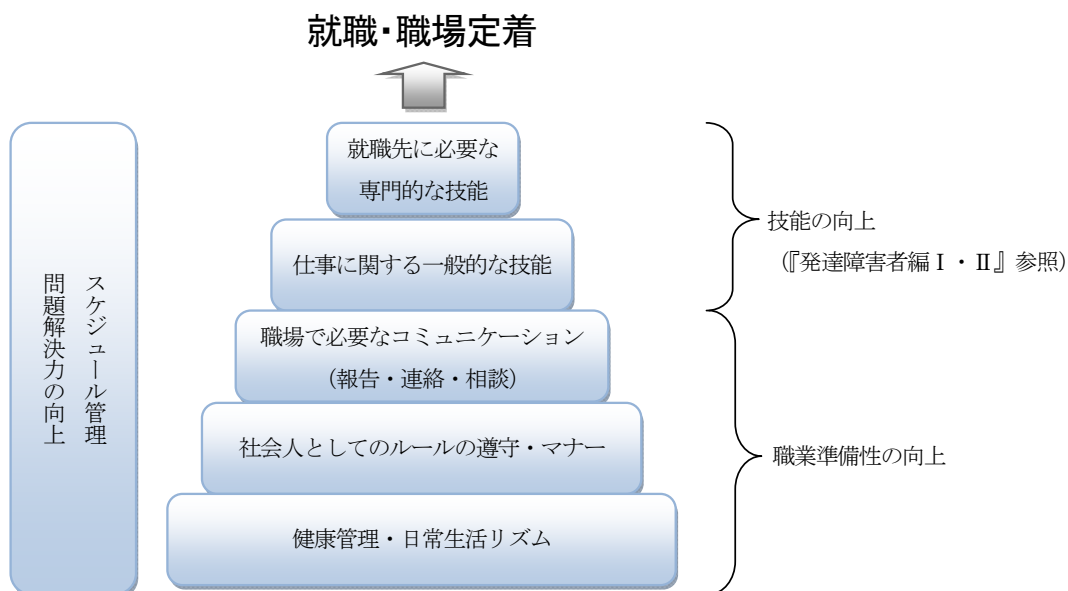 就職・職場定着
スケジュール管理
問題解決力の向上
就職先に必要な
専門的な技能
仕事に関する一般的な技能
職場で必要なコミュニケーション
（報告・連絡・相談）
社会人としてのルールの遵守・マナー
健康管理・日常生活リズム
技能の向上
（『発達障害者編Ⅰ・Ⅱ』参照）
職業準備性の向上